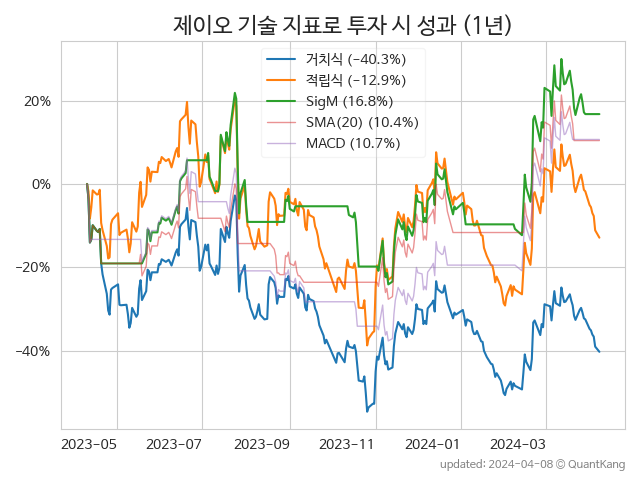 제이오 기술 지표로 투자 시 성과 (1년)
거치식 (−40.3%)
적립식 (−12.9%)
SigM (16.8%)
SMA(20) (10.4%)
MACD (10.7%)
20%
0%
−20%
−40%
2023-05 2023-07 2023-09 2023-11 2024-01 2024-03
updated: 2024-04-08 © QuantKang